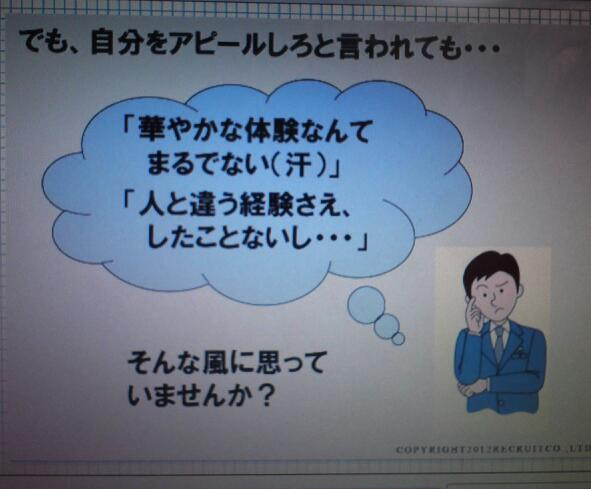 でも、自分をアピールしろと言われても・・・
「華やかな体験なんて
まるでない（汗）」
「人と違う経験さえ、
したことないし・・・」
そんな風に思って
いませんか？
COPYRIGHT2012RECRUITCO.,LTD